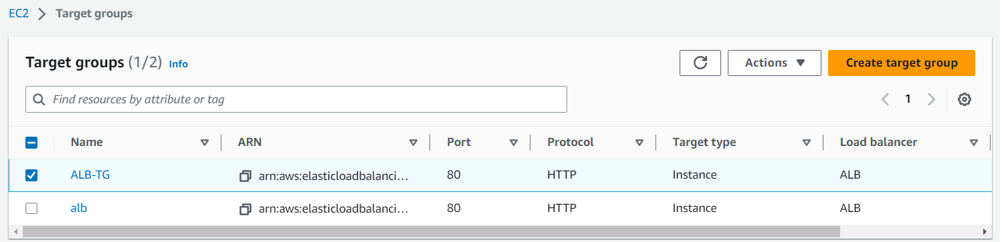 EC2 > Target groups
Target groups (1/2) Info
Actions
Create target group
Find resources by attribute or tag
1
Name ARN Port Protocol Target type Load balancer
ALB-TG arn:aws:elasticloadbalanci... 80 HTTP Instance ALB
alb arn:aws:elasticloadbalanci... 80 HTTP Instance ALB